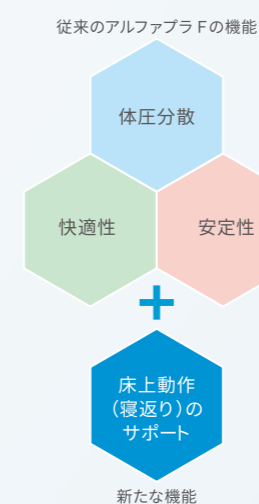 従来のアルファプラFの機能
体圧分散
快適性
安定性
+
床上動作
（寝返り）の
サポート
新たな機能